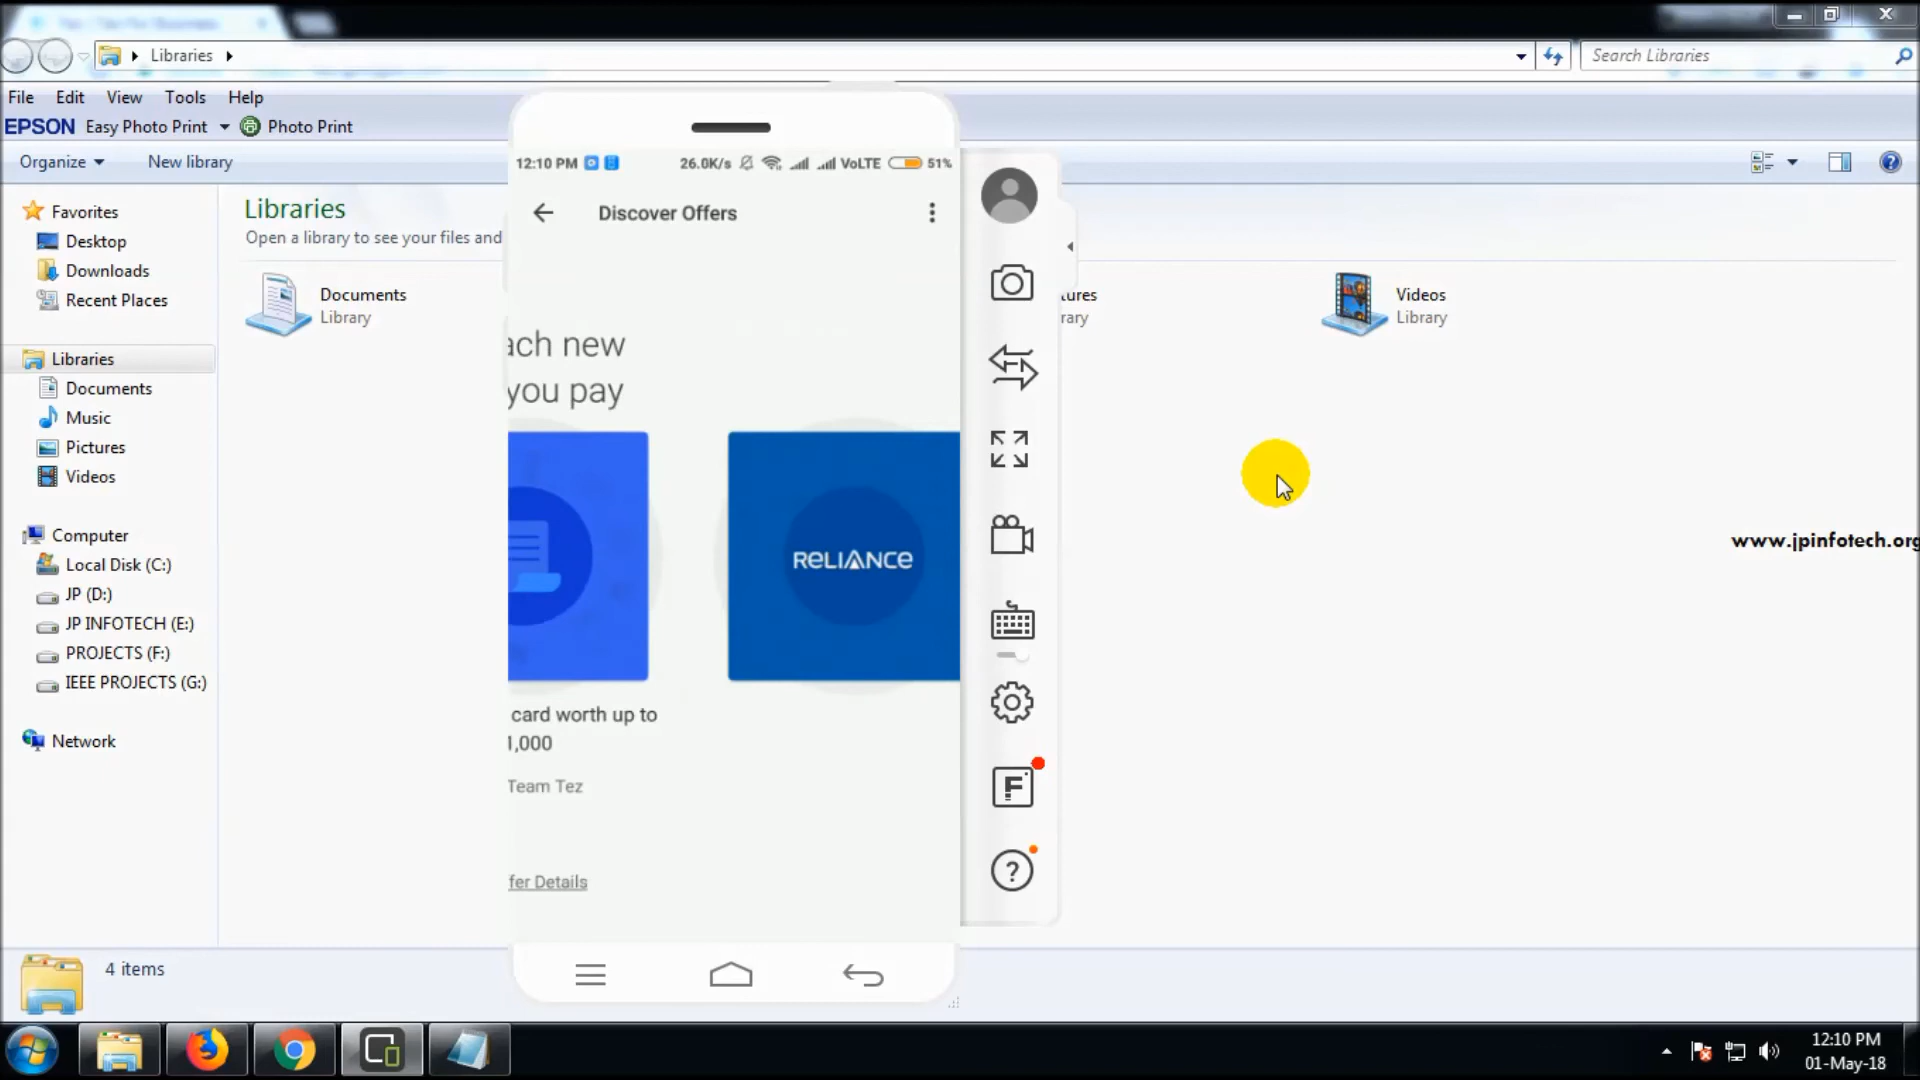 Libraries
Search Libraries
File Edit View Tools Help
EPSON Easy Photo Print Photo Print
Organize New library
Favorites
Desktop
Downloads
Recent Places
Libraries
Documents
Music
Pictures
Videos
Computer
Local Disk (C:)
JP (D:)
JP INFOTECH (E:)
PROJECTS (F:)
IEEE PROJECTS (G:)
Network
Libraries
Open a library to see your files and
Documents
Library
tures
rary
Videos
Library
12:10 PM 26.0K/s VoLTE 51%
Discover Offers
ach new
you pay
RELIANCE
card worth up to
1,000
Team Tez
fer Details
F
?
www.jpinfotech.org
4 items
12:10 PM
01-May-18